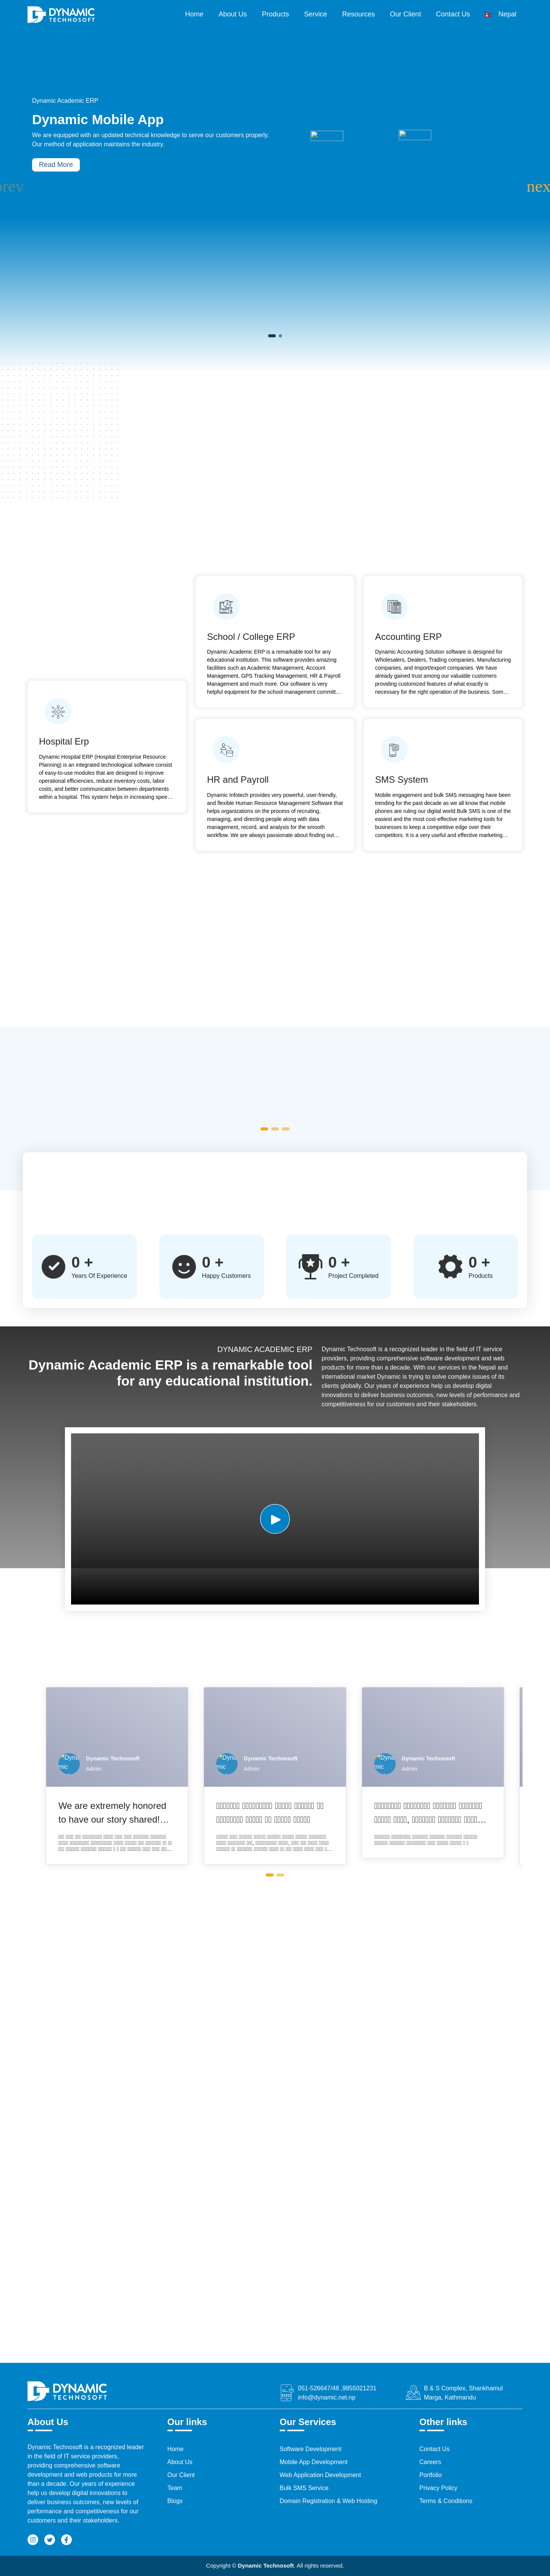 DYNAMIC
TECHNOSOFT
Home About Us Products Service Resources Our Client Contact Us Nepal
Dynamic Academic ERP
Dynamic Mobile App
We are equipped with an updated technical knowledge to serve our customers properly.
Our method of application maintains the industry.
Read More
School / College ERP
Dynamic Academic ERP is a remarkable tool for any
educational institution. This software provides amazing
facilities such as Academic Management, Account
Management, GPS Tracking Management, HR & Payroll
Management and much more. Our software is very
helpful equipment for the school management committ…
Accounting ERP
Dynamic Accounting Solution software is designed for
Wholesalers, Dealers, Trading companies, Manufacturing
companies, and Import/export companies. We have
already gained trust among our valuable customers
providing customized features of what exactly is
necessary for the right operation of the business. Som…
Hospital Erp
Dynamic Hospital ERP (Hospital Enterprise Resource
Planning) is an integrated technological software consist
of easy-to-use modules that are designed to improve
operational efficiencies, reduce inventory costs, labor
costs, and better communication between departments
within a hospital. This system helps in increasing spee…
HR and Payroll
Dynamic Infotech provides very powerful, user-friendly,
and flexible Human Resource Management Software that
helps organizations on the process of recruiting,
managing, and directing people along with data
management, record, and analysis for the smooth
workflow. We are always passionate about finding out…
SMS System
Mobile engagement and bulk SMS messaging have been
trending for the past decade as we all know that mobile
phones are ruling our digital world.Bulk SMS is one of the
easiest and the most cost-effective marketing tools for
businesses to keep a competitive edge over their
competitors. It is a very useful and effective marketing…
0 +
Years Of Experience
0 +
Happy Customers
0 +
Project Completed
0 +
Products
DYNAMIC ACADEMIC ERP
Dynamic Academic ERP is a remarkable tool
for any educational institution.
Dynamic Technosoft is a recognized leader in the field of IT service
providers, providing comprehensive software development and web
products for more than a decade. With our services in the Nepal and
international market Dynamic is trying to solve complex issues of its
clients globally. Our years of experience help us develop digital
innovations to deliver business outcomes, new levels of performance and
competitiveness for our customers and their stakeholders.
Dynamic Technosoft
Admin
We are extremely honored
to have our story shared!…
Dynamic Technosoft
Admin
Dynamic Technosoft
Admin
DYNAMIC
TECHNOSOFT
051-526647/48 ,9855021231
info@dynamic.net.np
B & S Complex, Shankhamul
Marga, Kathmandu
About Us
Dynamic Technosoft is a recognized leader
in the field of IT service providers,
providing comprehensive software
development and web products for more
than a decade. Our years of experience
help us develop digital innovations to
deliver business outcomes, new levels of
performance and competitiveness for our
customers and their stakeholders.
Our links
Home
About Us
Our Client
Team
Blogs
Our Services
Software Development
Mobile App Development
Web Application Development
Bulk SMS Service
Domain Registration & Web Hosting
Other links
Contact Us
Careers
Portfolio
Privacy Policy
Terms & Conditions
Copyright © Dynamic Technosoft. All rights reserved.